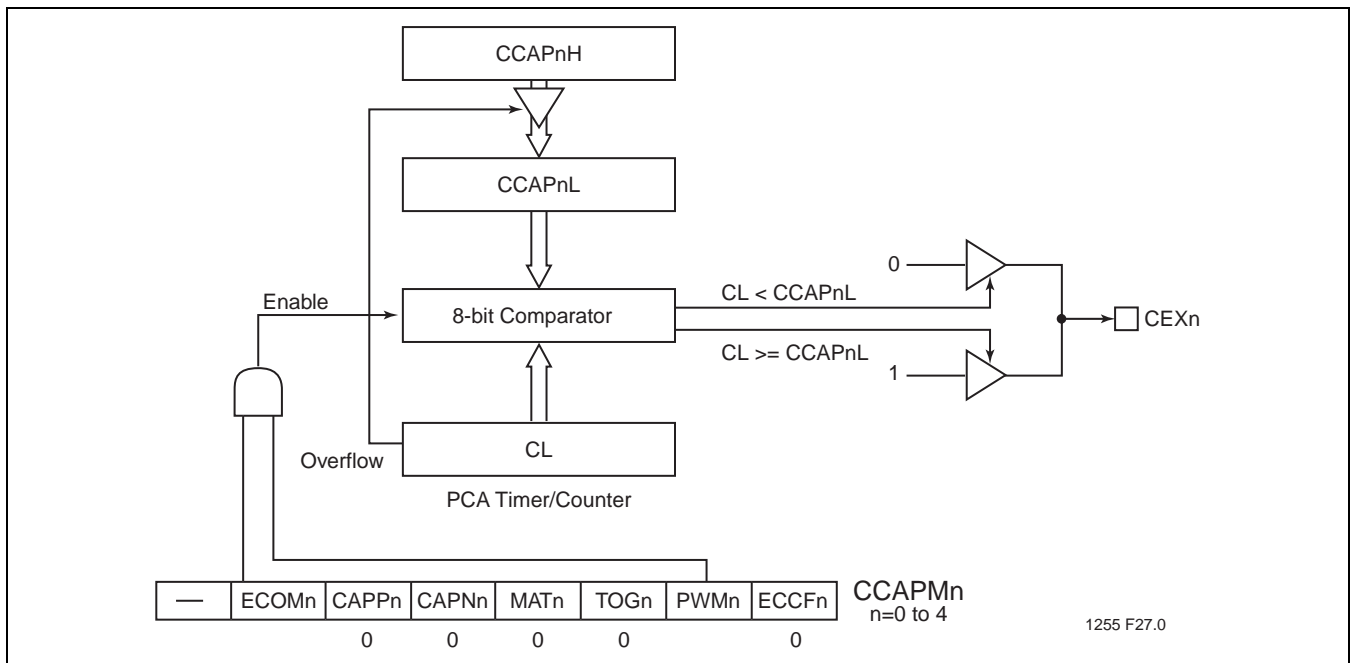 CCAPnH
CCAPnL
0
CL < CCAPnL
Enable
8-bit Comparator
CEXn
CL >= CCAPnL
1
Overflow
CL
PCA Timer/Counter
— ECOMn CAPPn CAPNn MATn TOGn PWMn ECCFn CCAPMn
n=0 to 4
0 0 0 0 0
1255 F27.0